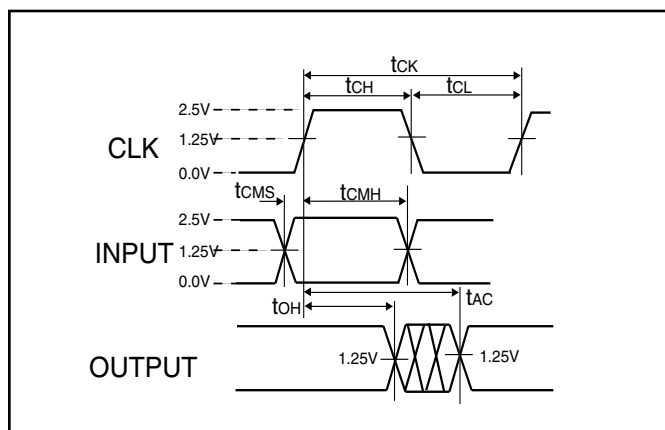 tCK
tCH
tCL
2.5V
1.25V
CLK
0.0V
tCMS
tCMH
2.5V
1.25V
INPUT
0.0V
tAC
tOH
1.25V
1.25V
OUTPUT